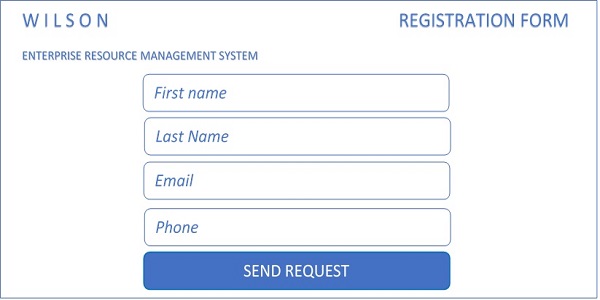 W I L S O N
REGISTRATION FORM
ENTERPRISE RESOURCE MANAGEMENT SYSTEM
First name
Last Name
Email
Phone
SEND REQUEST